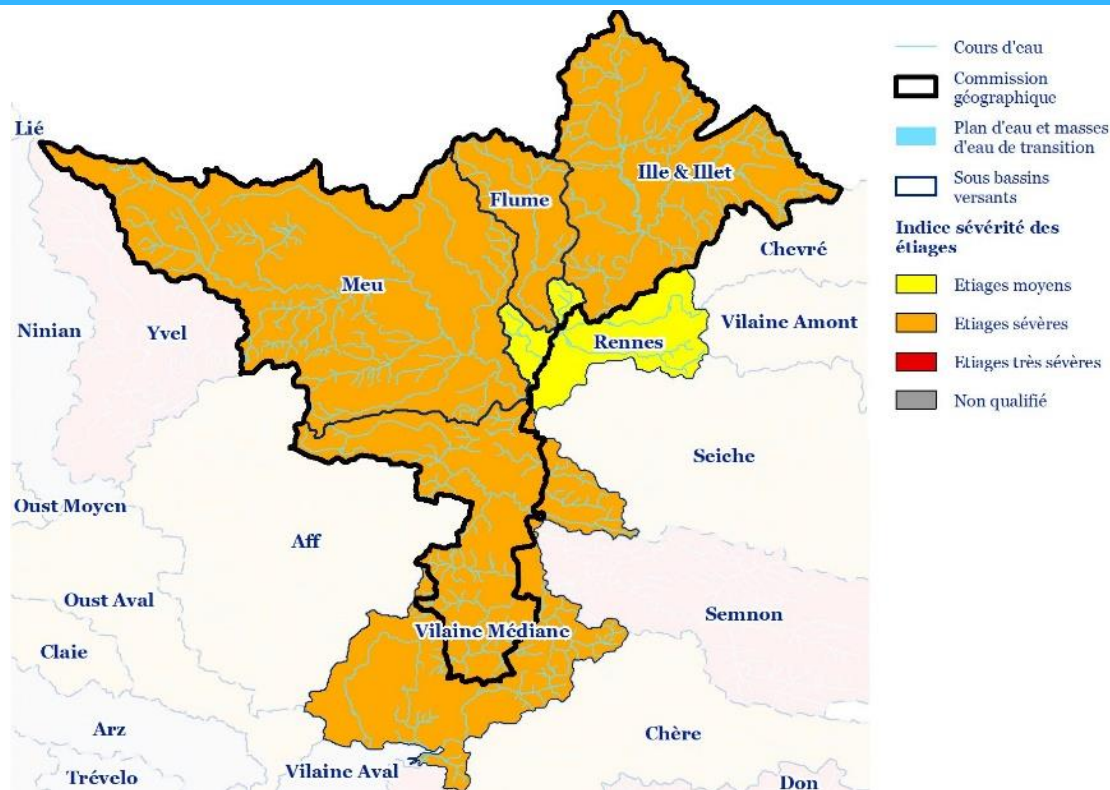 Cours d'eau
Commission
géographique
Plan d'eau et masses
d'eau de transition
Sous bassins
versants
Indice sévérité des
étiages
Etiages moyens
Etiages sévères
Etiages très sévères
Non qualifié
Lié
Ille & Illet
Flume
Chevré
Meu
Ninian
Yvel
Vilaine Amont
Rennes
Seiche
Oust Moyen
Aff
Oust Aval
Semnon
Vilaine Médiane
Claie
Arz
Chère
Trévelo
Vilaine Aval
Don